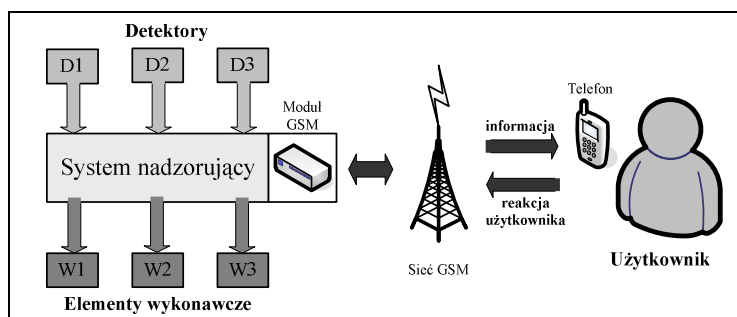 Detektory
D1 D2 D3
Moduł
GSM
System nadzorujący
W1 W2 W3
Elementy wykonawcze
Sieć GSM
informacja
reakcja
użytkownika
Telefon
Użytkownik